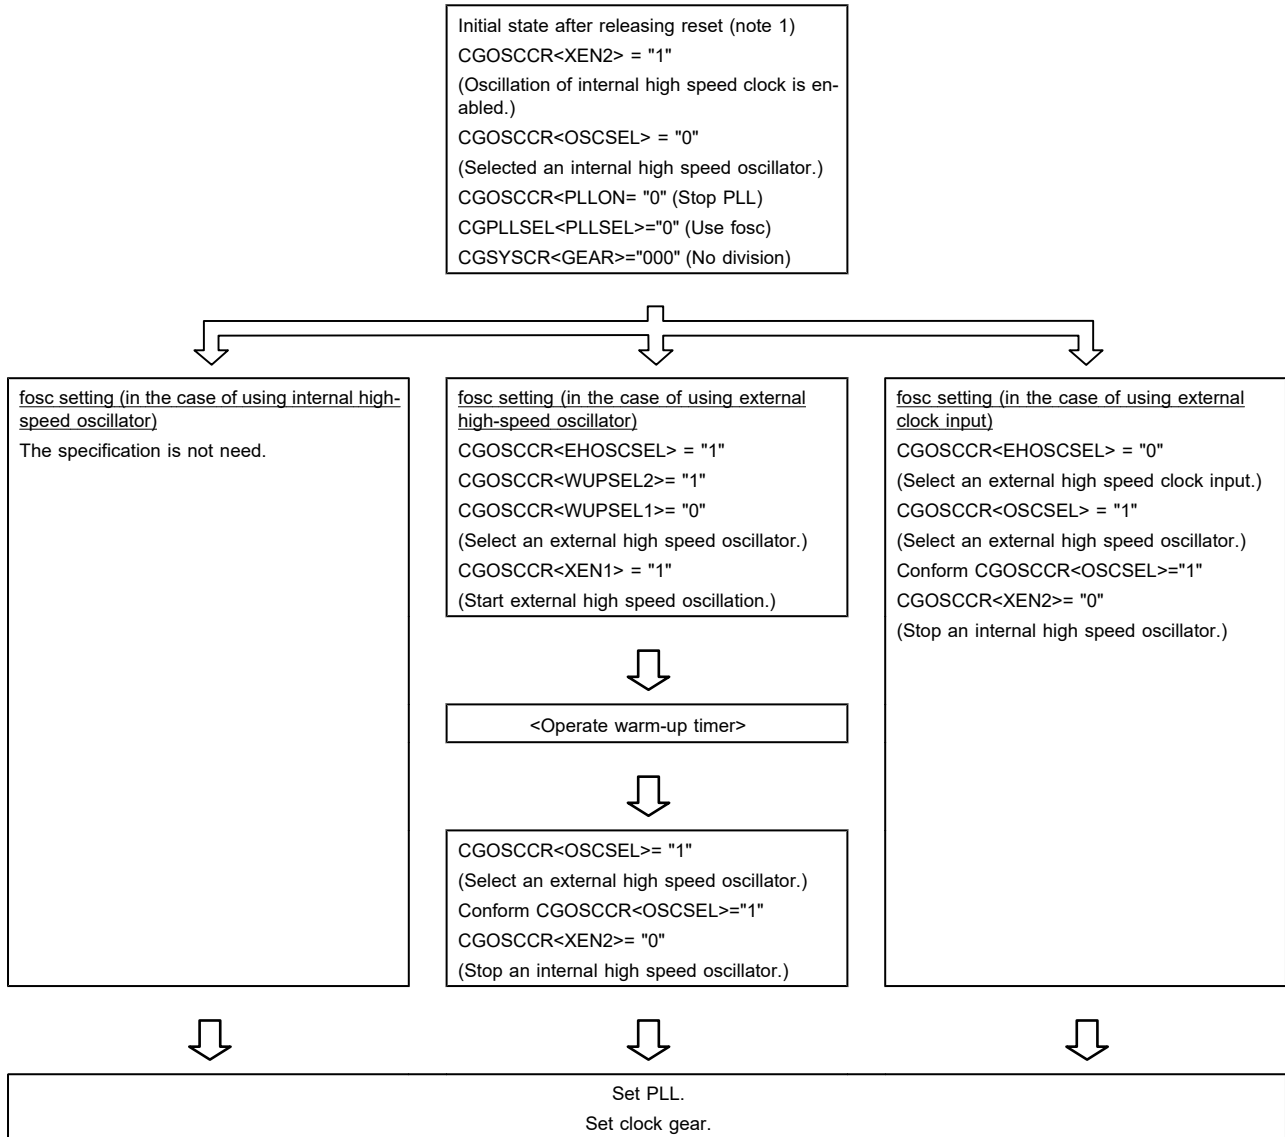 Initial state after releasing reset (note 1)
CGOSCCR<XEN2> = "1"
(Oscillation of internal high speed clock is en-
abled.)
CGOSCCR<OSCSEL> = "0"
(Selected an internal high speed oscillator.)
CGOSCCR<PLLON= "0" (Stop PLL)
CGPLLSEL<PLLSEL>="0" (Use fosc)
CGSYSCR<GEAR>="000" (No division)
fosc setting (in the case of using internal high-
speed oscillator)
The specification is not need.
fosc setting (in the case of using external
high-speed oscillator)
CGOSCCR<EHOSCSEL> = "1"
CGOSCCR<WUPSEL2>= "1"
CGOSCCR<WUPSEL1>= "0"
(Select an external high speed oscillator.)
CGOSCCR<XEN1> = "1"
(Start external high speed oscillation.)
<Operate warm-up timer>
CGOSCCR<OSCSEL>= "1"
(Select an external high speed oscillator.)
Conform CGOSCCR<OSCSEL>="1"
CGOSCCR<XEN2>= "0"
(Stop an internal high speed oscillator.)
fosc setting (in the case of using external
clock input)
CGOSCCR<EHOSCSEL> = "0"
(Select an external high speed clock input.)
CGOSCCR<OSCSEL> = "1"
(Select an external high speed oscillator.)
Conform CGOSCCR<OSCSEL>="1"
CGOSCCR<XEN2>= "0"
(Stop an internal high speed oscillator.)
Set PLL.
Set clock gear.